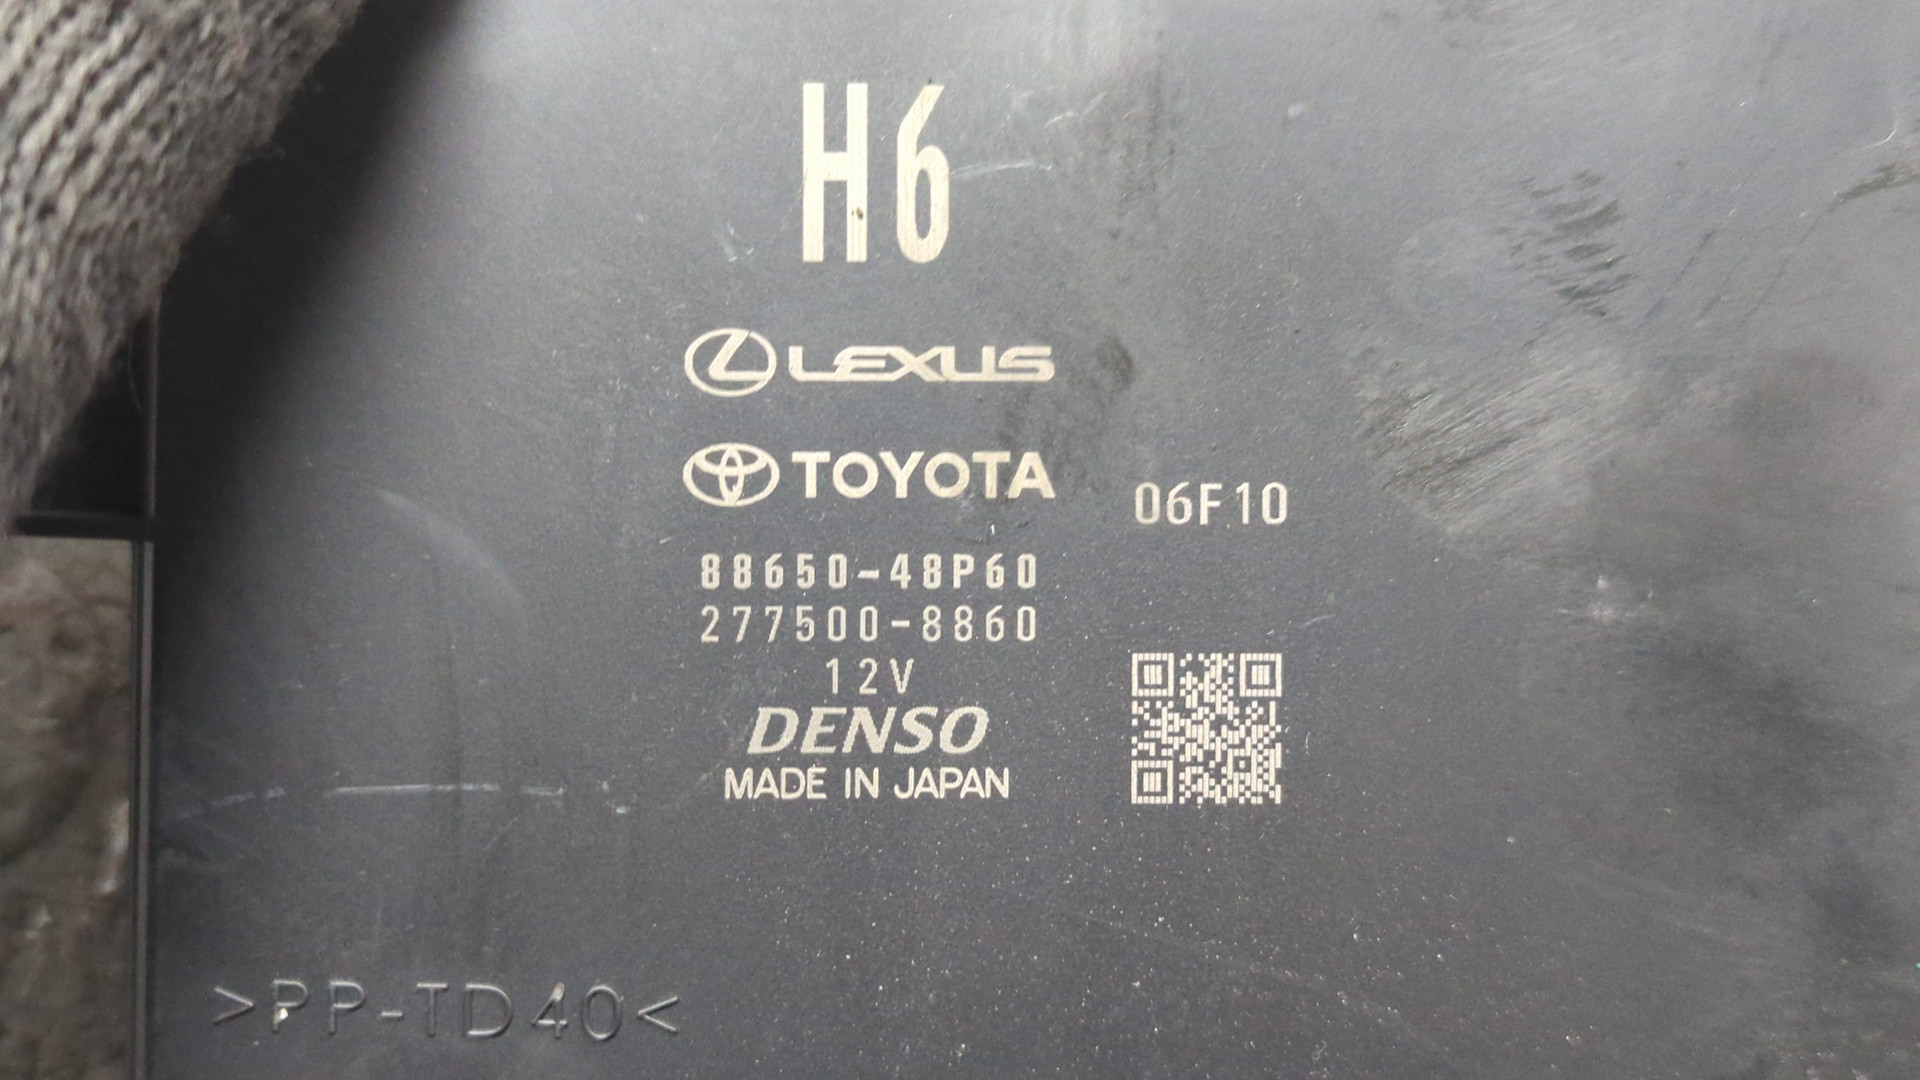 H6
LEXUS
TOYOTA
06F10
88650-48P60
277500-8860
12V
DENSO
MADE IN JAPAN
>PP-TD40<